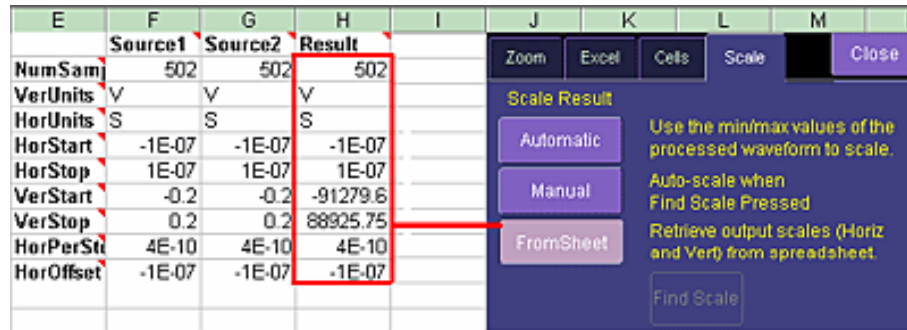 E F G H I J K L M
Source1 Source2 Result
NumSamj 502 502 502
VerUnits V V V
HorUnits S S S
HorStart -1E-07 -1E-07 -1E-07
HorStop 1E-07 1E-07 1E-07
VerStart -0.2 -0.2 -91279.6
VerStop 0.2 0.2 88925.75
HorPerSte 4E-10 4E-10 4E-10
HorOffset -1E-07 -1E-07 -1E-07
Zoom Excel Cells Scale Close
Scale Result
Automatic
Use the min/max values of the
processed waveform to scale.
Manual
Auto-scale when
Find Scale Pressed
FromSheet
Retrieve output scales (Horiz
and Vert) from spreadsheet.
Find Scale